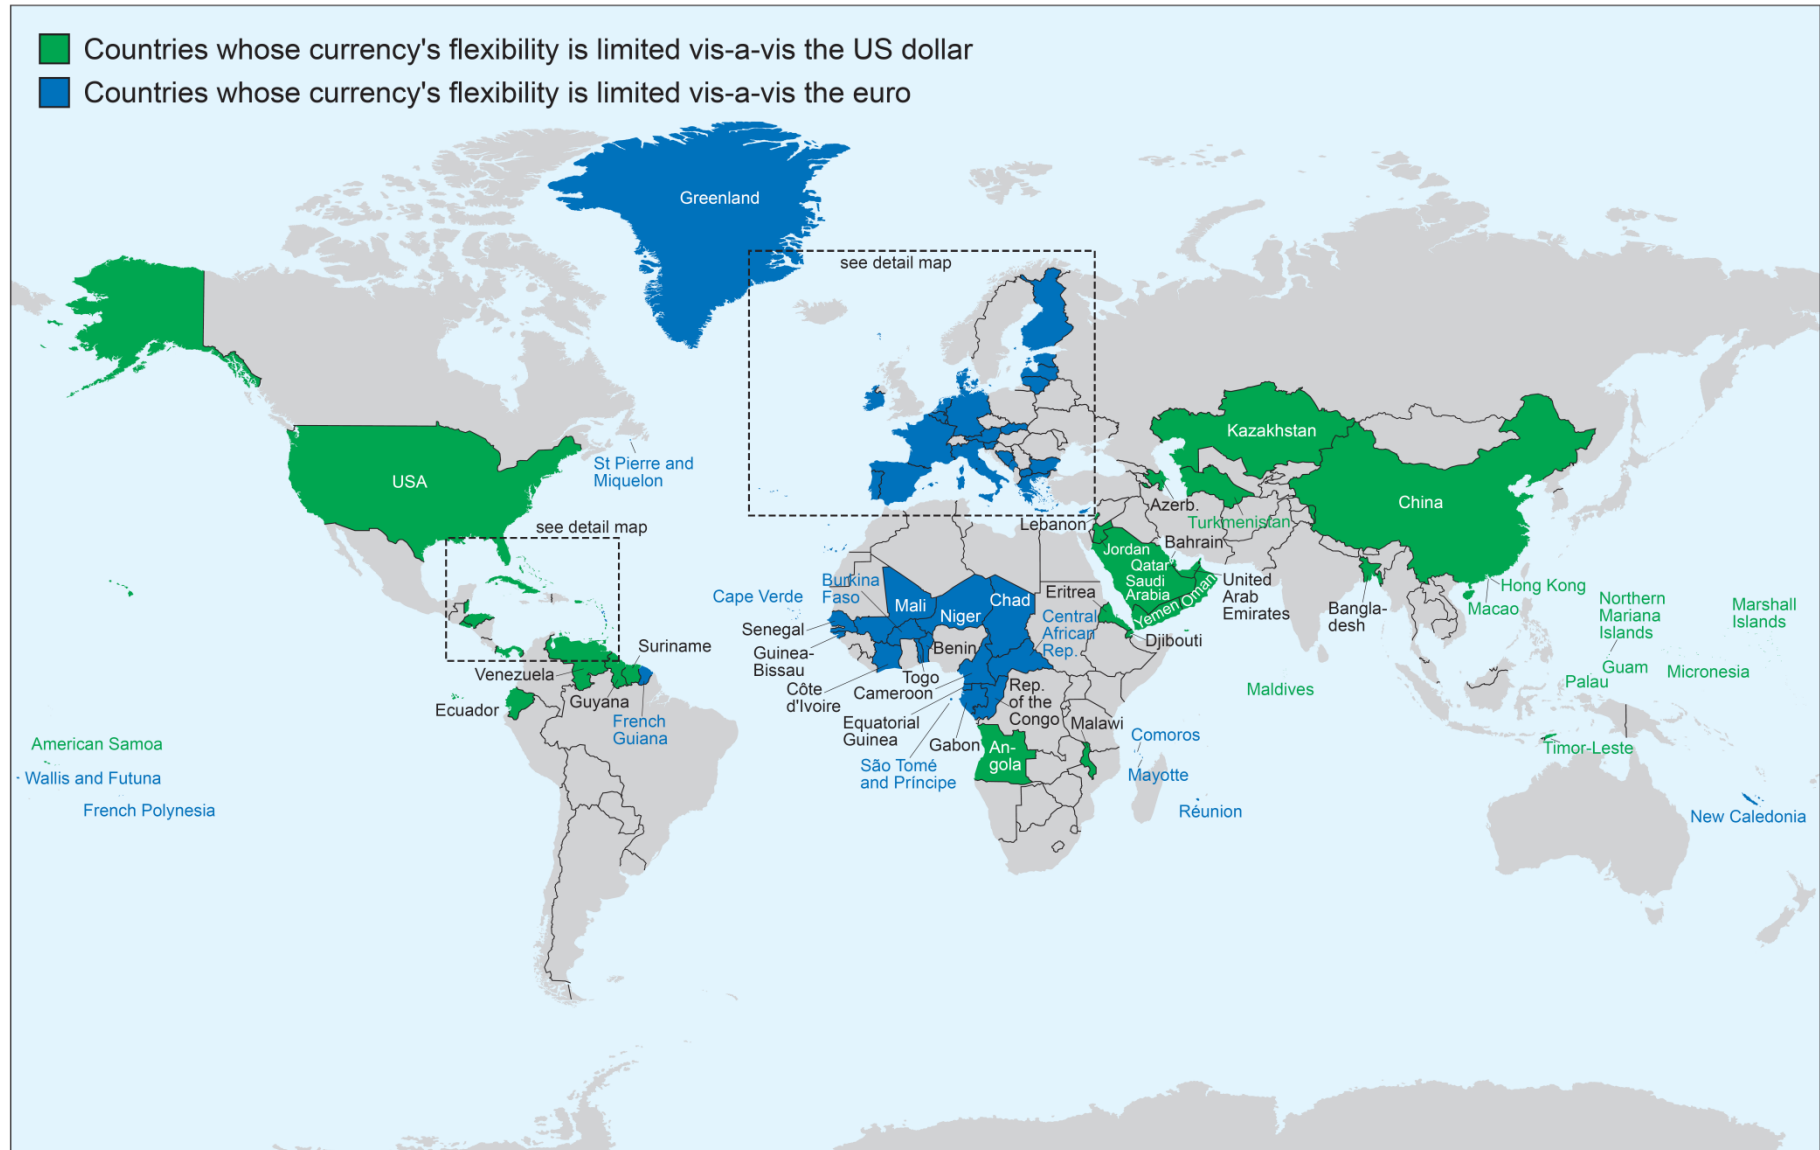 Countries whose currency's flexibility is limited vis-a-vis the US dollar
Countries whose currency's flexibility is limited vis-a-vis the euro
Greenland
see detail map
USA
St Pierre and
Miquelon
see detail map
Kazakhstan
China
Azerb.
Turkmenistan
Lebanon
Bahrain
Jordan
Qatar
Saudi
Arabia
Yemen
Oman
United
Arab
Emirates
Bangla-
desh
Hong Kong
Macao
Northern
Mariana
Islands
Marshall
Islands
Guam
Micronesia
Palau
Maldives
Timor-Leste
New Caledonia
Cape Verde
Burkina
Faso
Mali
Niger
Chad
Eritrea
Central
African
Rep.
Djibouti
Senegal
Guinea-
Bissau
Benin
Côte
d'Ivoire
Togo
Cameroon
Equatorial
Guinea
Rep.
of the
Congo
Gabon
São Tomé
and Príncipe
An-
gola
Malawi
Comoros
Mayotte
Réunion
Suriname
Venezuela
Guyana
Ecuador
French
Guiana
American Samoa
Wallis and Futuna
French Polynesia